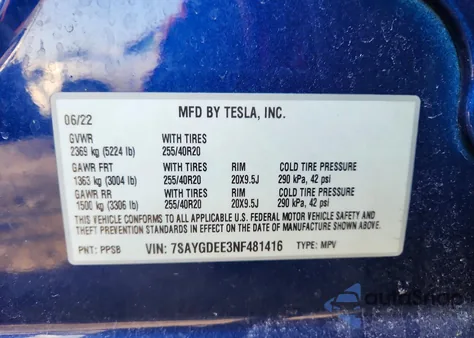 06/22 MFD BY TESLA, INC.
GVWR WITH TIRES
2369 kg (5224 lb) 255/40R20
GAWR FRT WITH TIRES RIM COLD TIRE PRESSURE
1363 kg (3004 lb) 255/40R20 20X9.5J 290 kPa, 42 psi
GAWR RR WITH TIRES RIM COLD TIRE PRESSURE
1500 kg (3306 lb) 255/40R20 20X9.5J 290 kPa, 42 psi
THIS VEHICLE CONFORMS TO ALL APPLICABLE U.S. FEDERAL MOTOR VEHICLE SAFETY AND
THEFT PREVENTION STANDARDS IN EFFECT ON THE DATE OF MANUFACTURE SHOWN ABOVE.
PNT: PPSB VIN: 7SAYGDEE3NF481416 TYPE: MPV
autoSnap